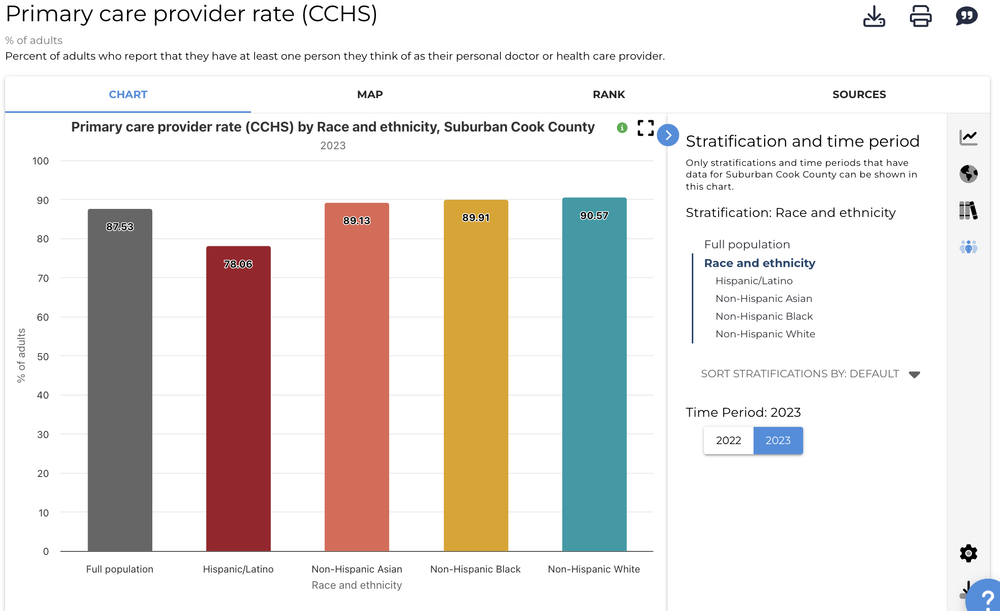 Primary care provider rate (CCHS)
% of adults
Percent of adults who report that they have at least one person they think of as their personal doctor or health care provider.
CHART
MAP
RANK
SOURCES
Primary care provider rate (CCHS) by Race and ethnicity, Suburban Cook County
2023
100
90
80
70
60
50
40
30
20
10
0
% of adults
87.53
78.06
89.13
89.91
90.57
Full population
Hispanic/Latino
Non-Hispanic Asian
Non-Hispanic Black
Non-Hispanic White
Race and ethnicity
Stratification and time period
Only stratifications and time periods that have
data for Suburban Cook County can be shown in
this chart.
Stratification: Race and ethnicity
Full population
Race and ethnicity
Hispanic/Latino
Non-Hispanic Asian
Non-Hispanic Black
Non-Hispanic White
SORT STRATIFICATIONS BY: DEFAULT
Time Period: 2023
2022
2023
?